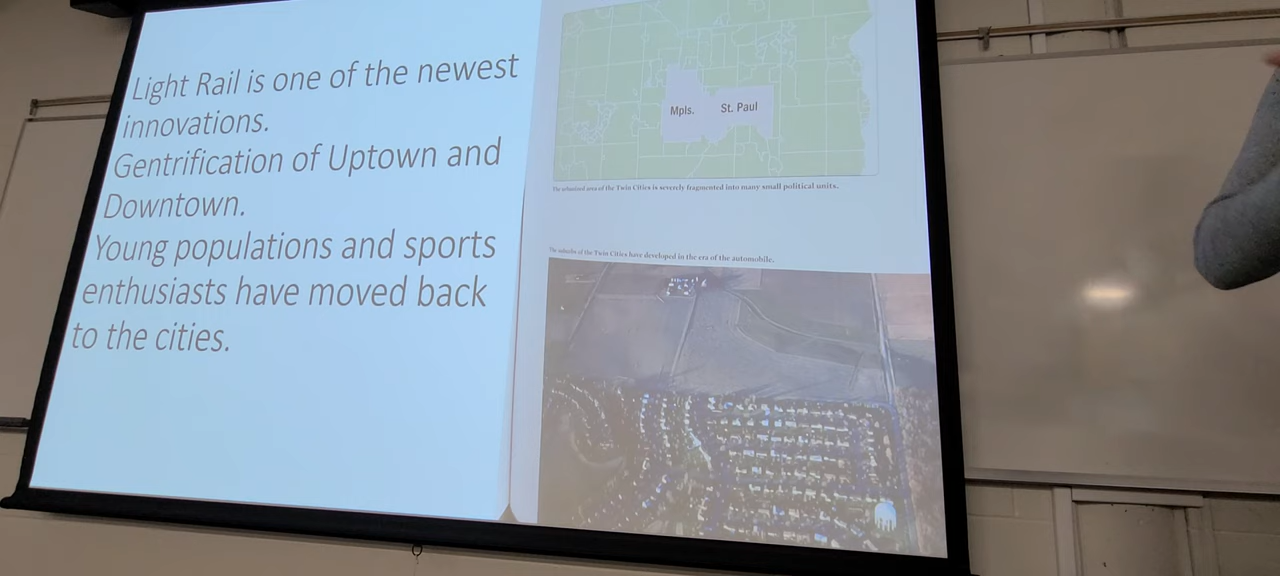 Light Rail is one of the newest
innovations.
Gentrification of Uptown and
Downtown.
Young populations and sports
enthusiasts have moved back
to the cities.
Mpls. St. Paul
The urbanized area of the Twin Cities is severely fragmented into many small political units.
The suburbs of the Twin Cities have developed in the era of the automobile.